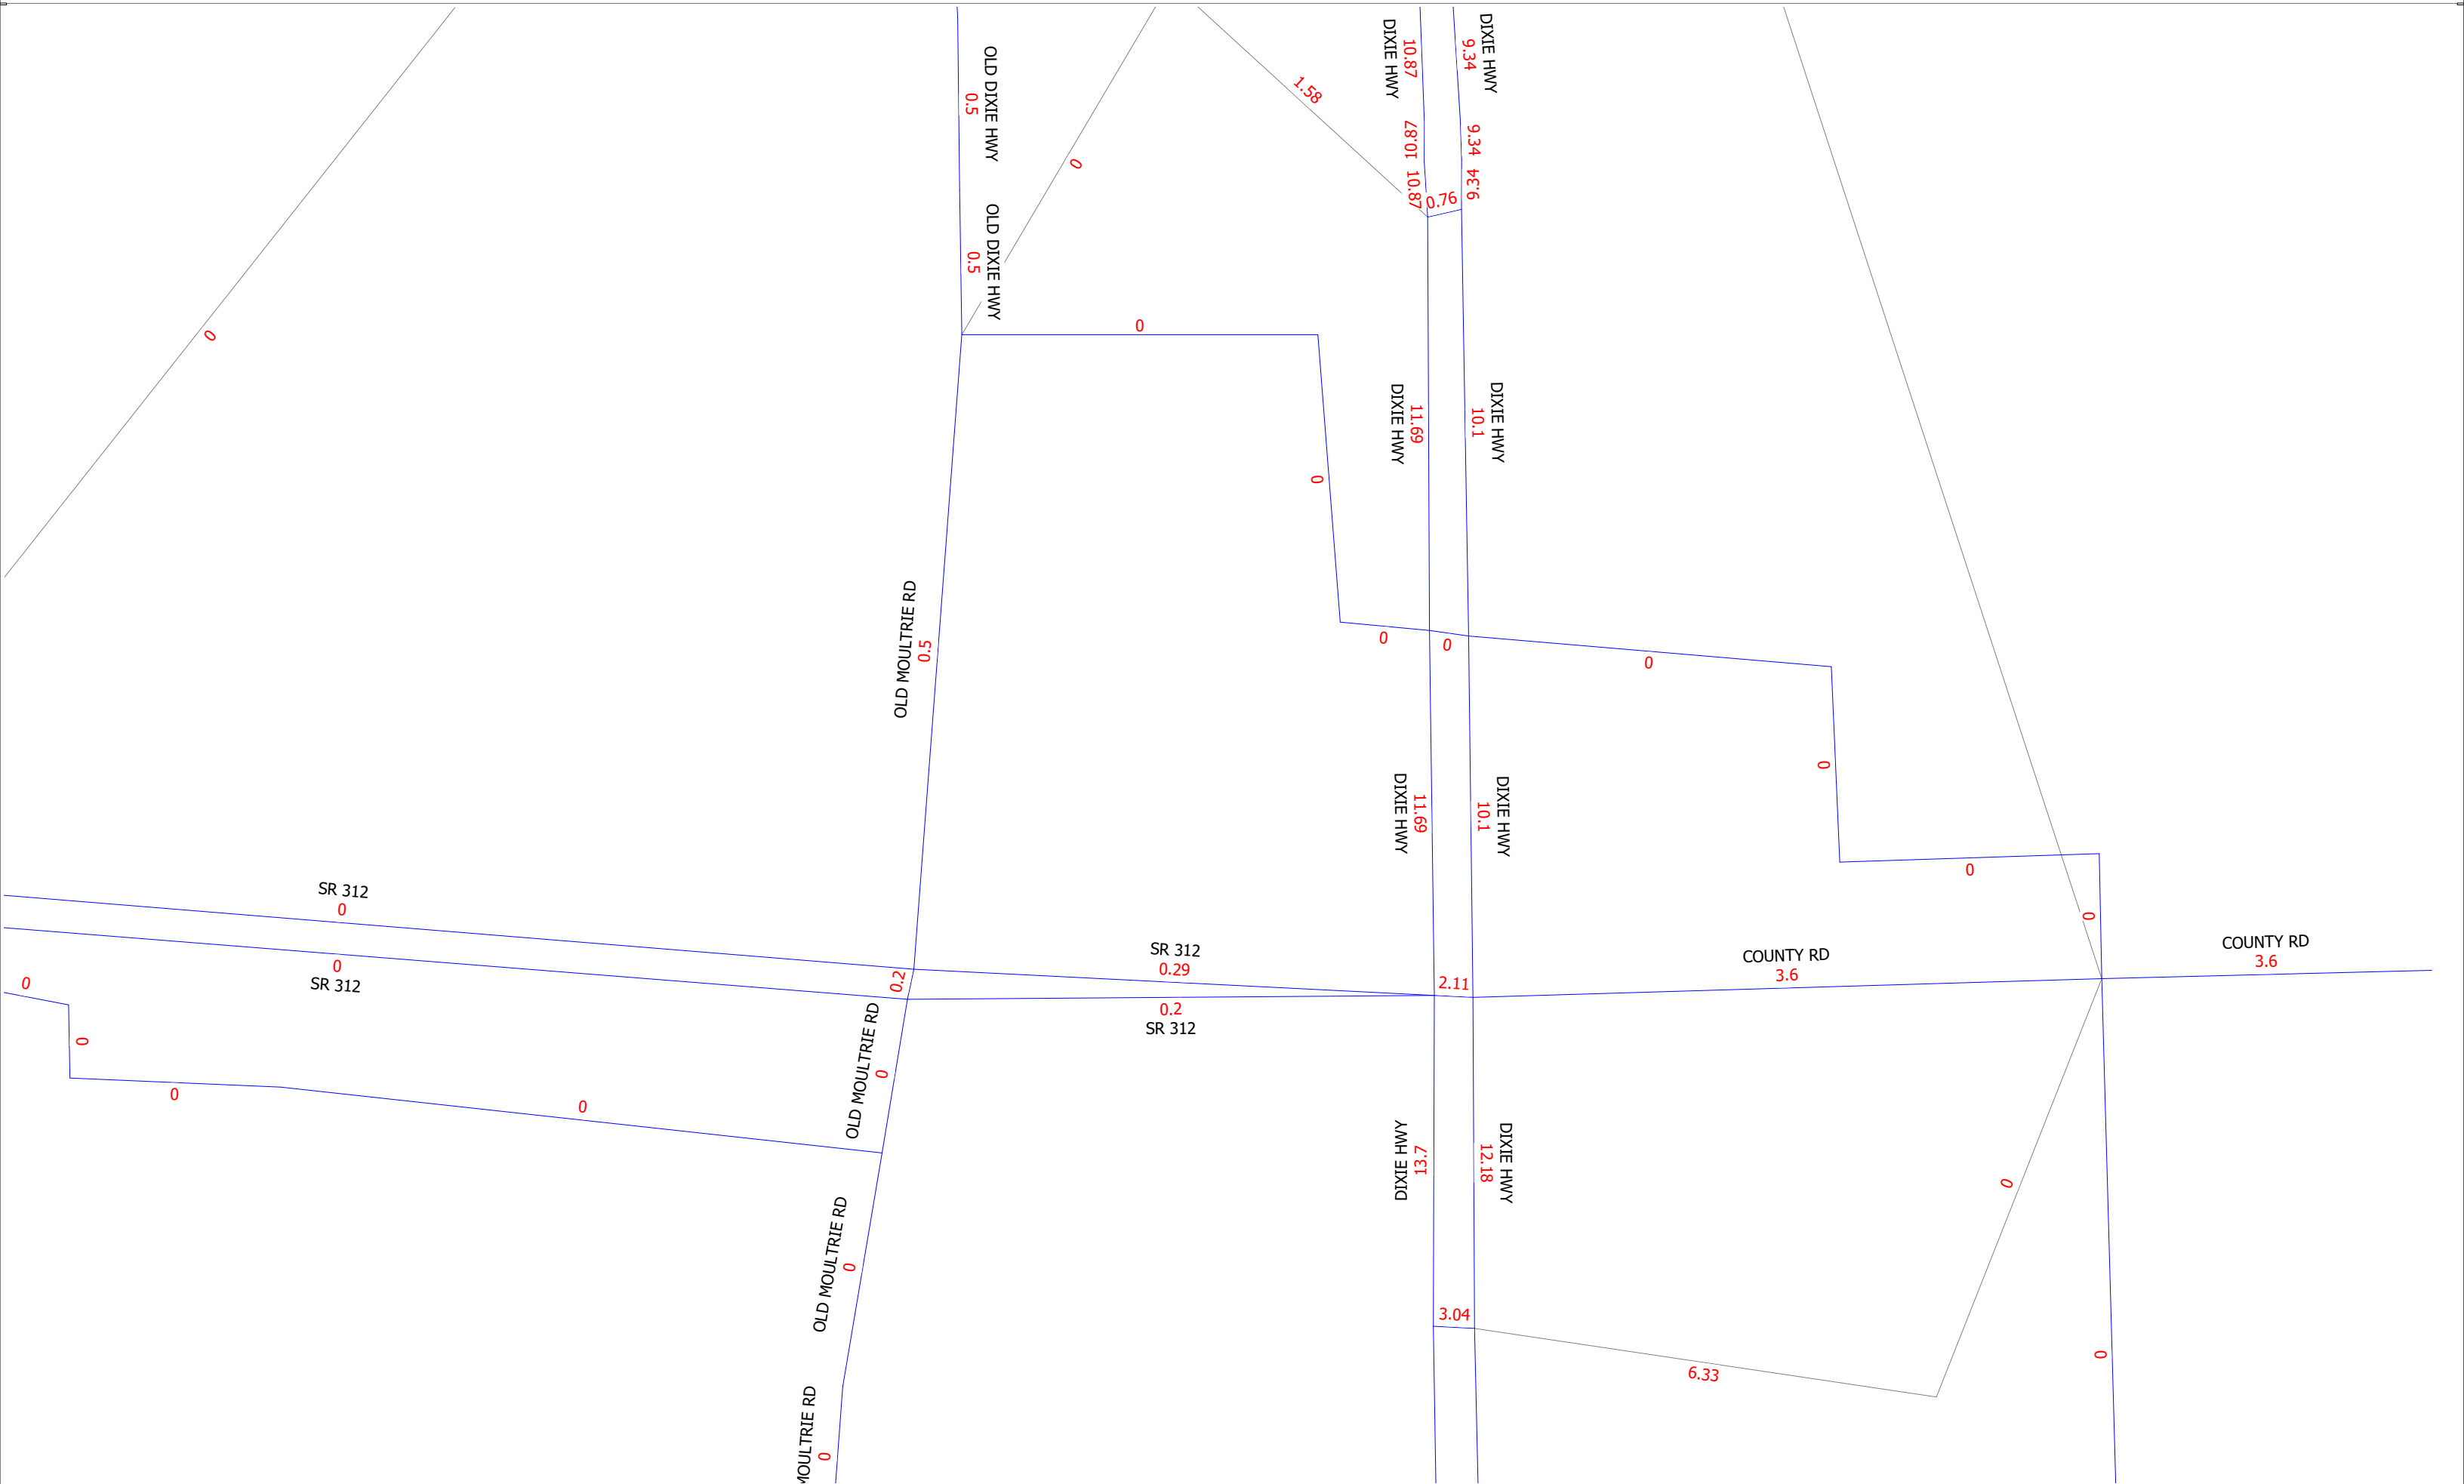 DIXIE HWY
10.87
9.34
DIXIE HWY
OLD DIXIE HWY
0.5
1.58
10.87
9.34
0
10.87
0.76
9.34
OLD DIXIE HWY
0.5
0
0
DIXIE HWY
11.69
10.1
DIXIE HWY
0
OLD MOULTRIE RD
0.5
0
0
0
0
DIXIE HWY
11.69
10.1
DIXIE HWY
0
SR 312
0
0
SR 312
0.29
COUNTY RD
3.6
COUNTY RD
3.6
0
SR 312
0
0.2
2.11
0.2
SR 312
0
OLD MOULTRIE RD
0
0
0
DIXIE HWY
13.7
12.18
DIXIE HWY
0
OLD MOULTRIE RD
0
3.04
6.33
0
MOULTRIE RD
0